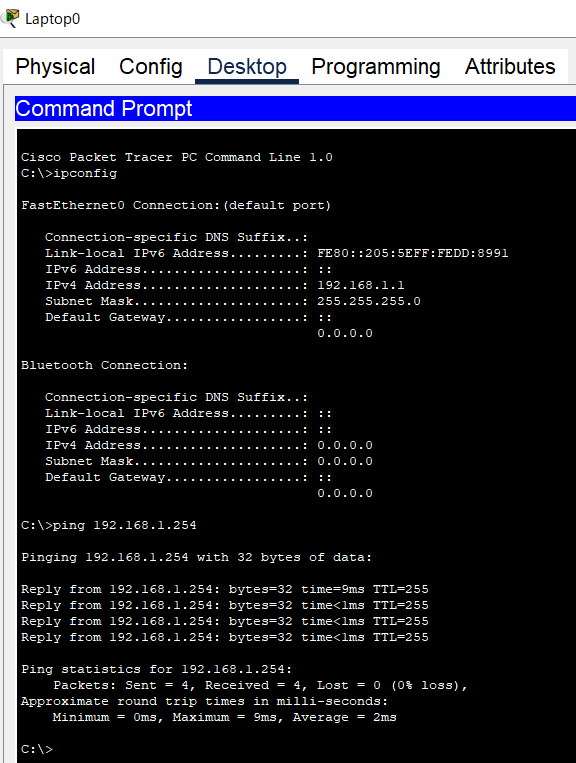 Laptop0
Physical Config Desktop Programming Attributes
Command Prompt
Cisco Packet Tracer PC Command Line 1.0
C:\>ipconfig
FastEthernet0 Connection:(default port)
Connection-specific DNS Suffix..:
Link-local IPv6 Address.........: FE80::205:5EFF:FEDD:8991
IPv6 Address....................: ::
IPv4 Address....................: 192.168.1.1
Subnet Mask.....................: 255.255.255.0
Default Gateway.................: ::
0.0.0.0
Bluetooth Connection:
Connection-specific DNS Suffix..:
Link-local IPv6 Address.........: ::
IPv6 Address....................: ::
IPv4 Address....................: 0.0.0.0
Subnet Mask.....................: 0.0.0.0
Default Gateway.................: ::
0.0.0.0
C:\>ping 192.168.1.254
Pinging 192.168.1.254 with 32 bytes of data:
Reply from 192.168.1.254: bytes=32 time=9ms TTL=255
Reply from 192.168.1.254: bytes=32 time<1ms TTL=255
Reply from 192.168.1.254: bytes=32 time<1ms TTL=255
Reply from 192.168.1.254: bytes=32 time<1ms TTL=255
Ping statistics for 192.168.1.254:
Packets: Sent = 4, Received = 4, Lost = 0 (0% loss),
Approximate round trip times in milli-seconds:
Minimum = 0ms, Maximum = 9ms, Average = 2ms
C:\>